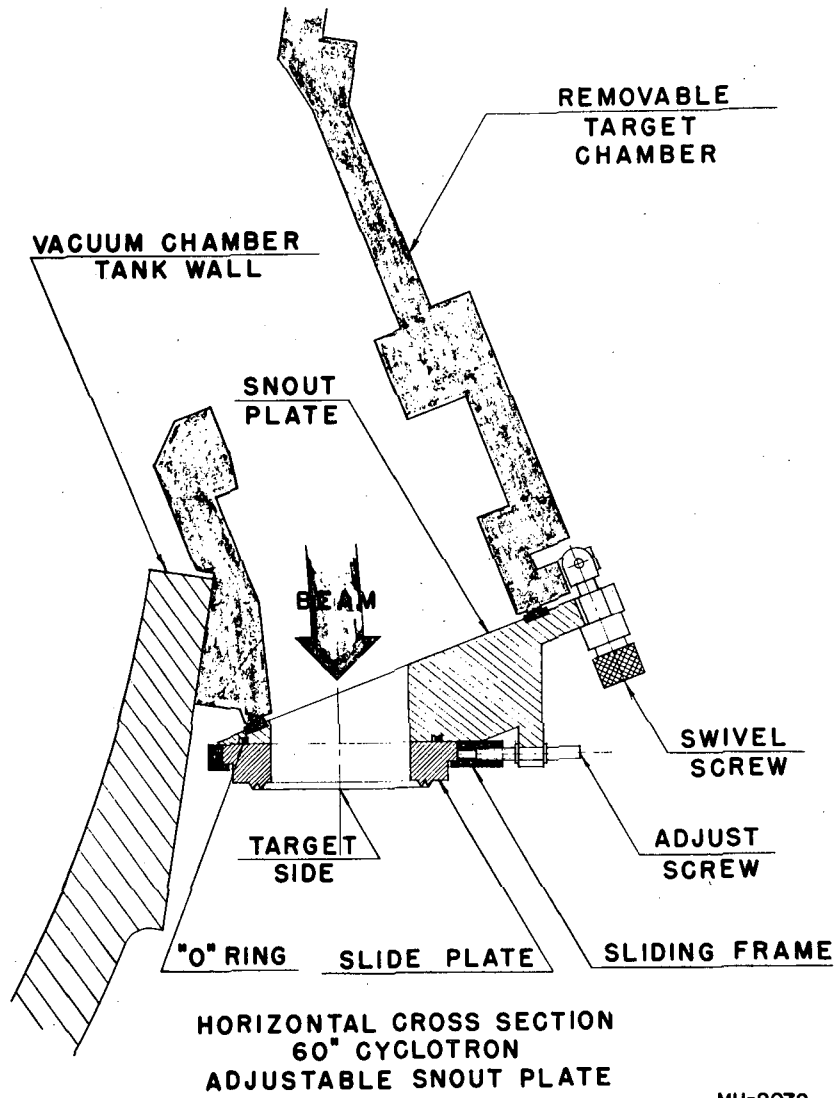 REMOVABLE
TARGET
CHAMBER
VACUUM CHAMBER
TANK WALL
SNOUT
PLATE
BEAM
SWIVEL
SCREW
TARGET
SIDE
ADJUST
SCREW
"O" RING
SLIDE PLATE
SLIDING FRAME
HORIZONTAL CROSS SECTION
60" CYCLOTRON
ADJUSTABLE SNOUT PLATE